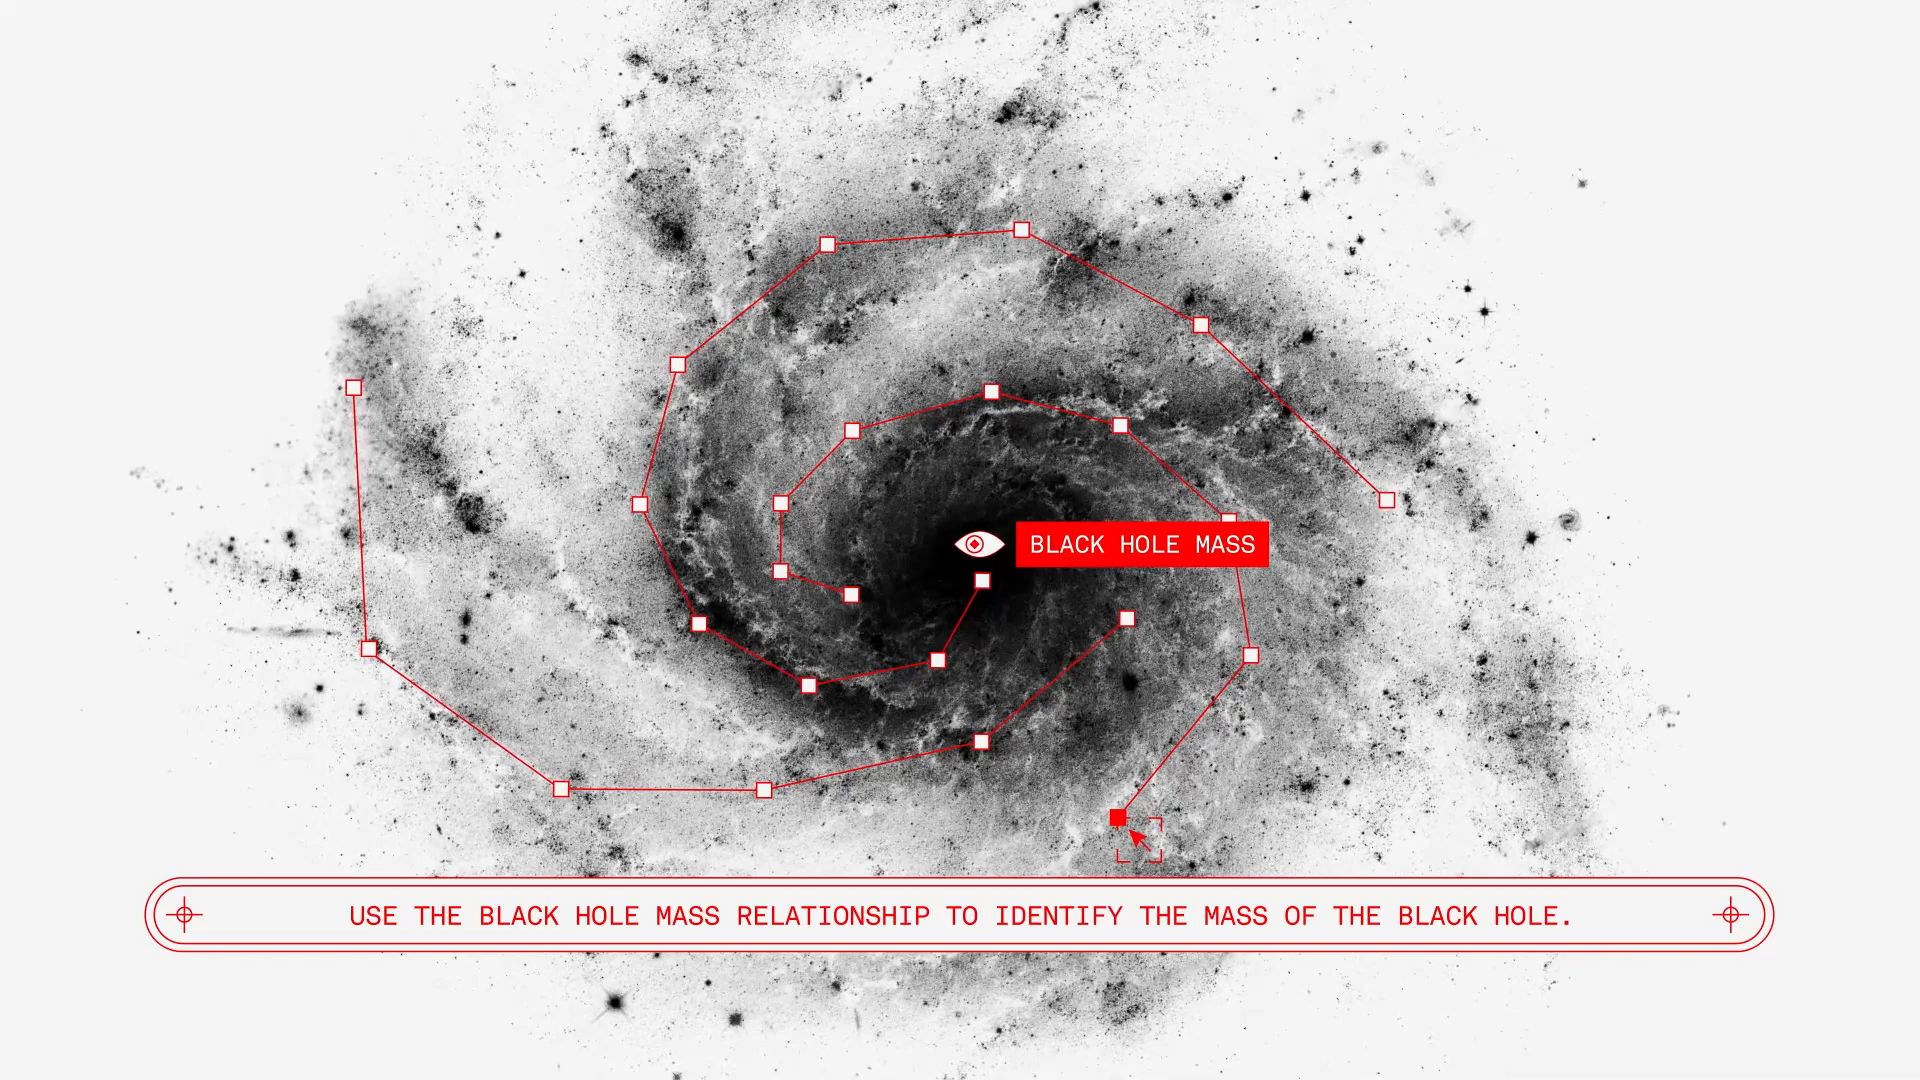 BLACK HOLE MASS
USE THE BLACK HOLE MASS RELATIONSHIP TO IDENTIFY THE MASS OF THE BLACK HOLE.